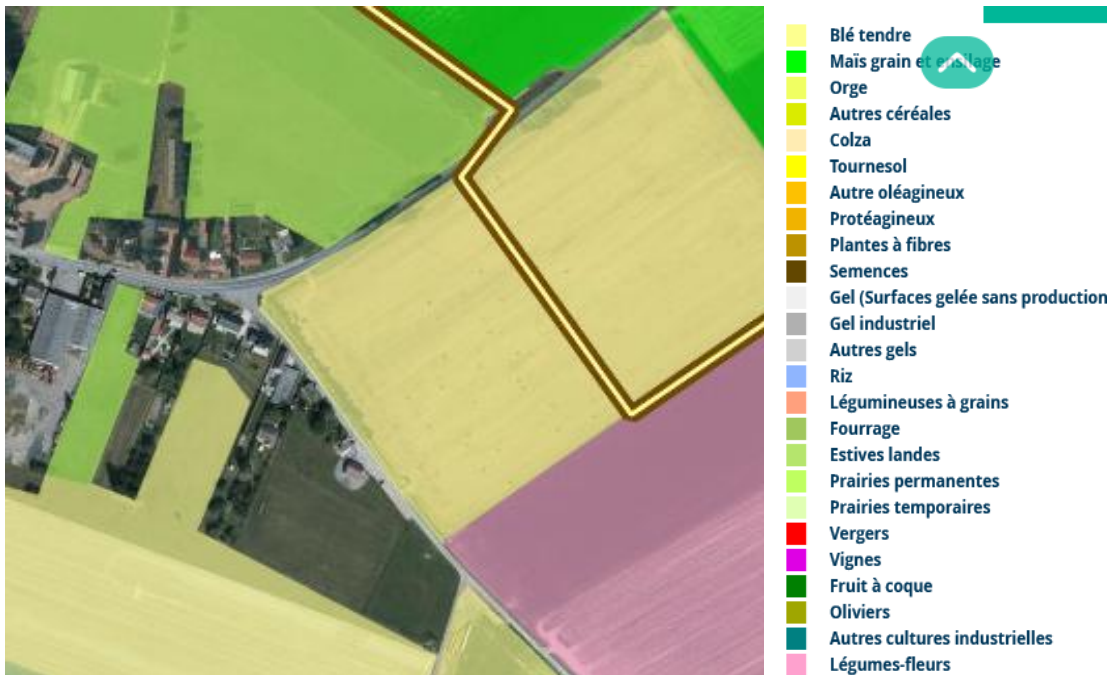 Blé tendre
Maïs grain et ensilage
Orge
Autres céréales
Colza
Tournesol
Autre oléagineux
Protéagineux
Plantes à fibres
Semences
Gel (Surfaces gelée sans production
Gel industriel
Autres gels
Riz
Légumineuses à grains
Fourrage
Estives landes
Prairies permanentes
Prairies temporaires
Vergers
Vignes
Fruit à coque
Oliviers
Autres cultures industrielles
Légumes-fleurs